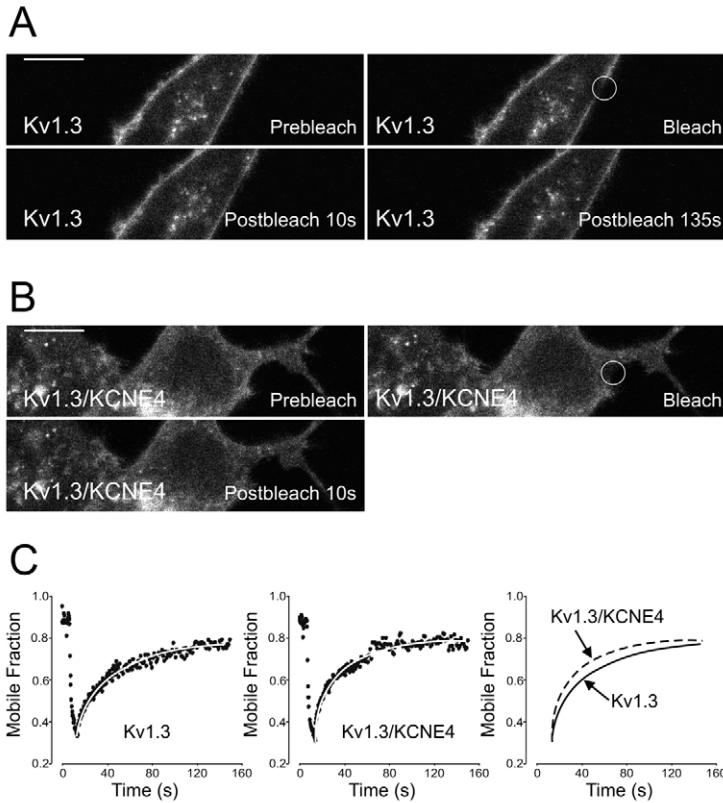 A
Kv1.3 Prebleach
Kv1.3 Bleach
Kv1.3 Postbleach 10s
Kv1.3 Postbleach 135s
B
Kv1.3/KCNE4 Prebleach
Kv1.3/KCNE4 Bleach
Kv1.3/KCNE4 Postbleach 10s
C
Mobile Fraction
1.0
0.8
0.6
0.4
0.2
Kv1.3
0 40 80 120 160
Time (s)
Mobile Fraction
1.0
0.8
0.6
0.4
0.2
Kv1.3/KCNE4
0 40 80 120 160
Time (s)
Mobile Fraction
1.0
0.8
0.6
0.4
0.2
Kv1.3/KCNE4
Kv1.3
0 40 80 120 160
Time (s)